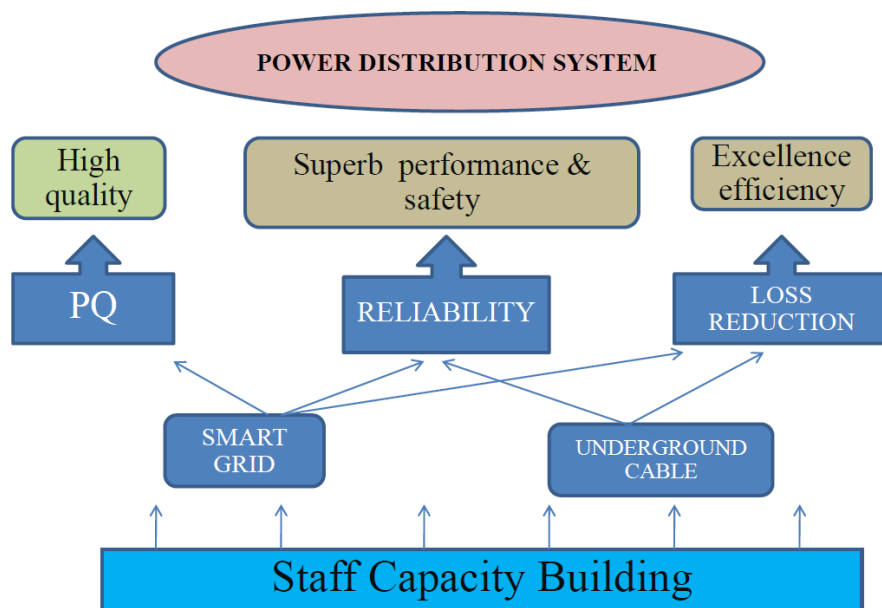 POWER DISTRIBUTION SYSTEM
High
quality
Superb performance &
safety
Excellence
efficiency
PQ
RELIABILITY
LOSS
REDUCTION
SMART
GRID
UNDERGROUND
CABLE
Staff Capacity Building